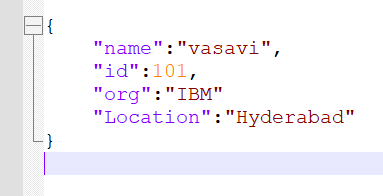 {
"name":"vasavi",
"id":101,
"org":"IBM"
"Location":"Hyderabad"
}